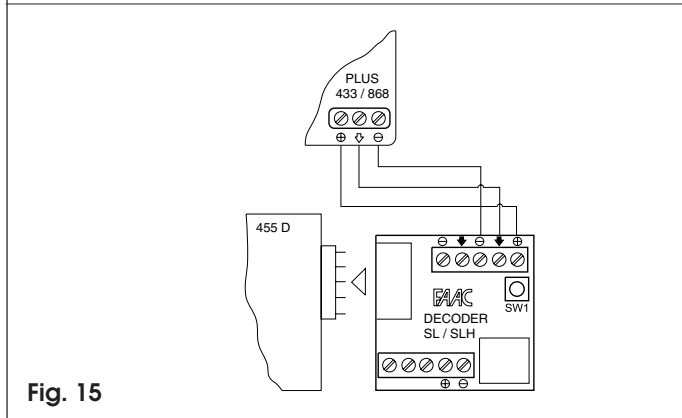 PLUS
433 / 868
455 D
FAAC
SW1
DECODER
SL / SLH
Fig. 15